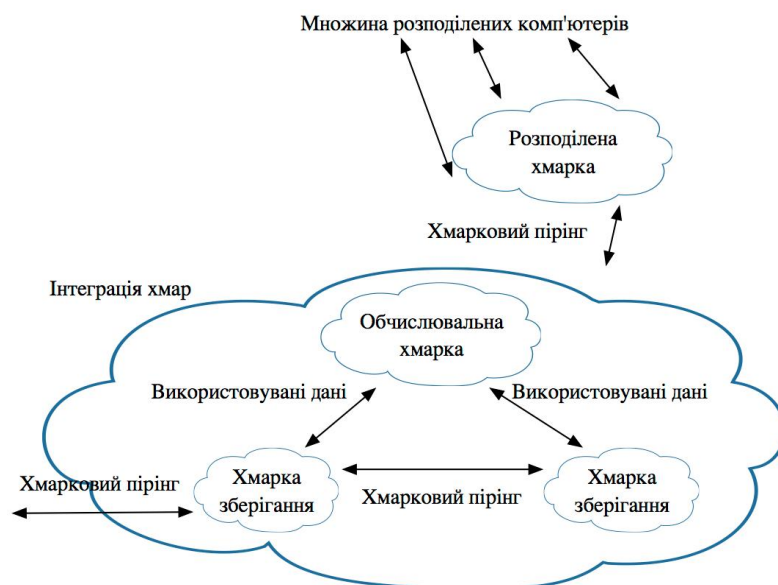 Множина розподілених комп'ютерів
Розподілена
хмарка
Хмарковий пірінг
Інтеграція хмар
Обчислювальна
хмарка
Використовувані дані
Використовувані дані
Хмарковий пірінг
Хмарка
зберігання
Хмарковий пірінг
Хмарка
зберігання